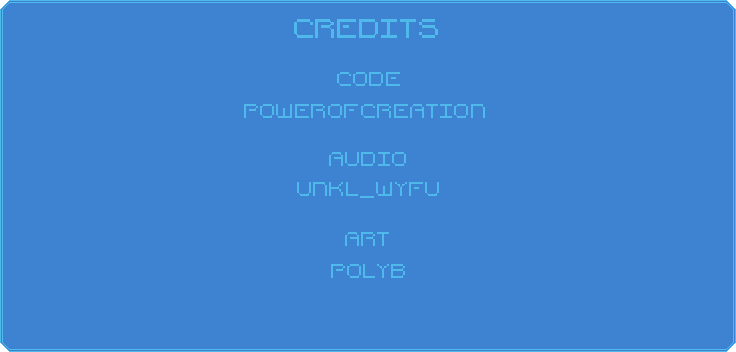 CREDITS
CODE
POWEROFCREATION
AUDIO
UNKL_WYFU
ART
POLYB